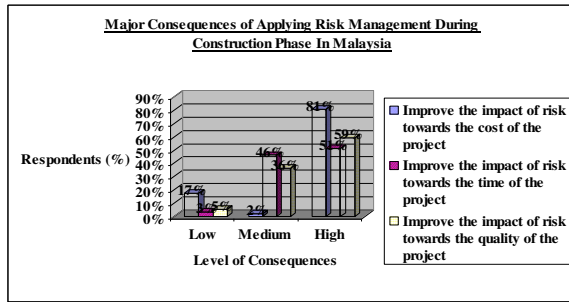 Major Consequences of Applying Risk Management During
Construction Phase In Malaysia
90%
80%
70%
60%
50%
40%
30%
20%
10%
0%
Respondents (%)
17%
3%
5%
2%
46%
36%
81%
51%
59%
Low
Medium
High
Level of Consequences
Improve the impact of risk
towards the cost of the
project
Improve the impact of risk
towards the time of the
project
Improve the impact of risk
towards the quality of the
project